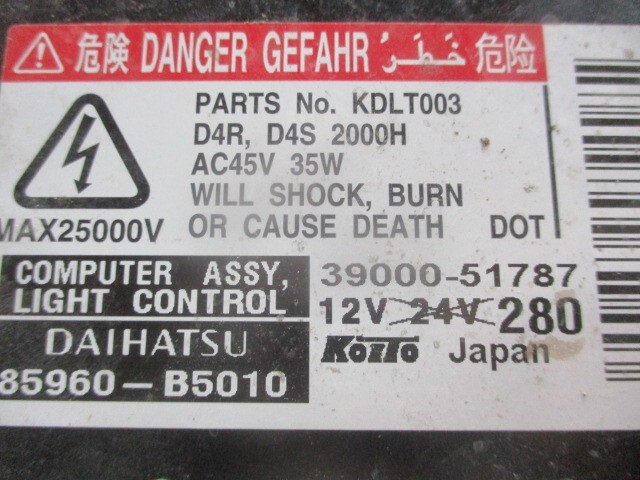 危険 DANGER GEFAHR خَطَرْ 危险
PARTS No. KDLT003
D4R, D4S 2000H
AC45V 35W
WILL SHOCK, BURN
OR CAUSE DEATH DOT
MAX25000V
COMPUTER ASSY,
LIGHT CONTROL
DAIHATSU
85960-B5010
39000-51787
12V 24V 280
KOITO Japan